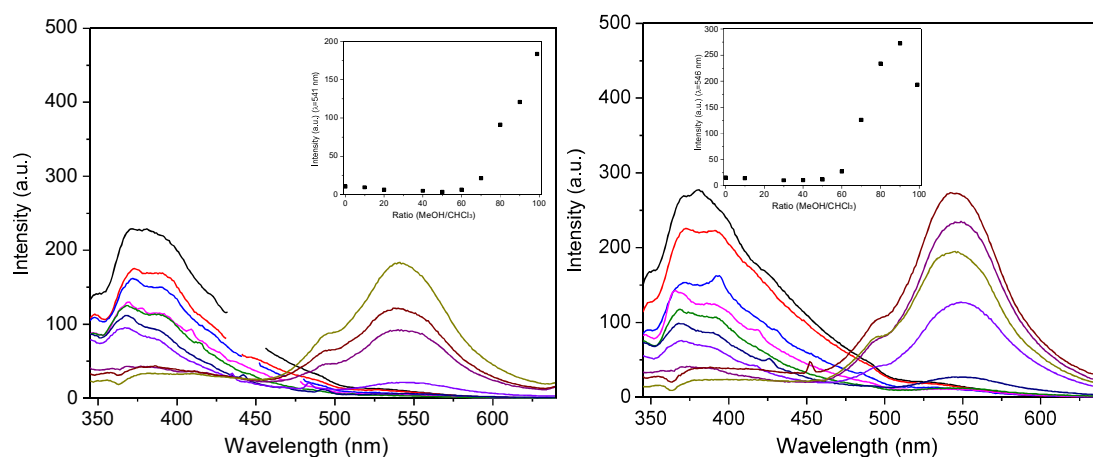 500
400
300
200
100
0
Intensity (a.u.)
345 400 450 500 550 600
Wavelength (nm)
200
150
100
50
0
Intensity (a.u.) (λ=541 nm)
0 20 40 60 80 100
Ratio (MeOH/CHCl3)
500
400
300
200
100
0
Intensity (a.u.)
345 400 450 500 550 600
Wavelength (nm)
300
250
200
150
100
50
0
Intensity (a.u.) (λ=546 nm)
0 20 40 60 80 100
Ratio (MeOH/CHCl3)